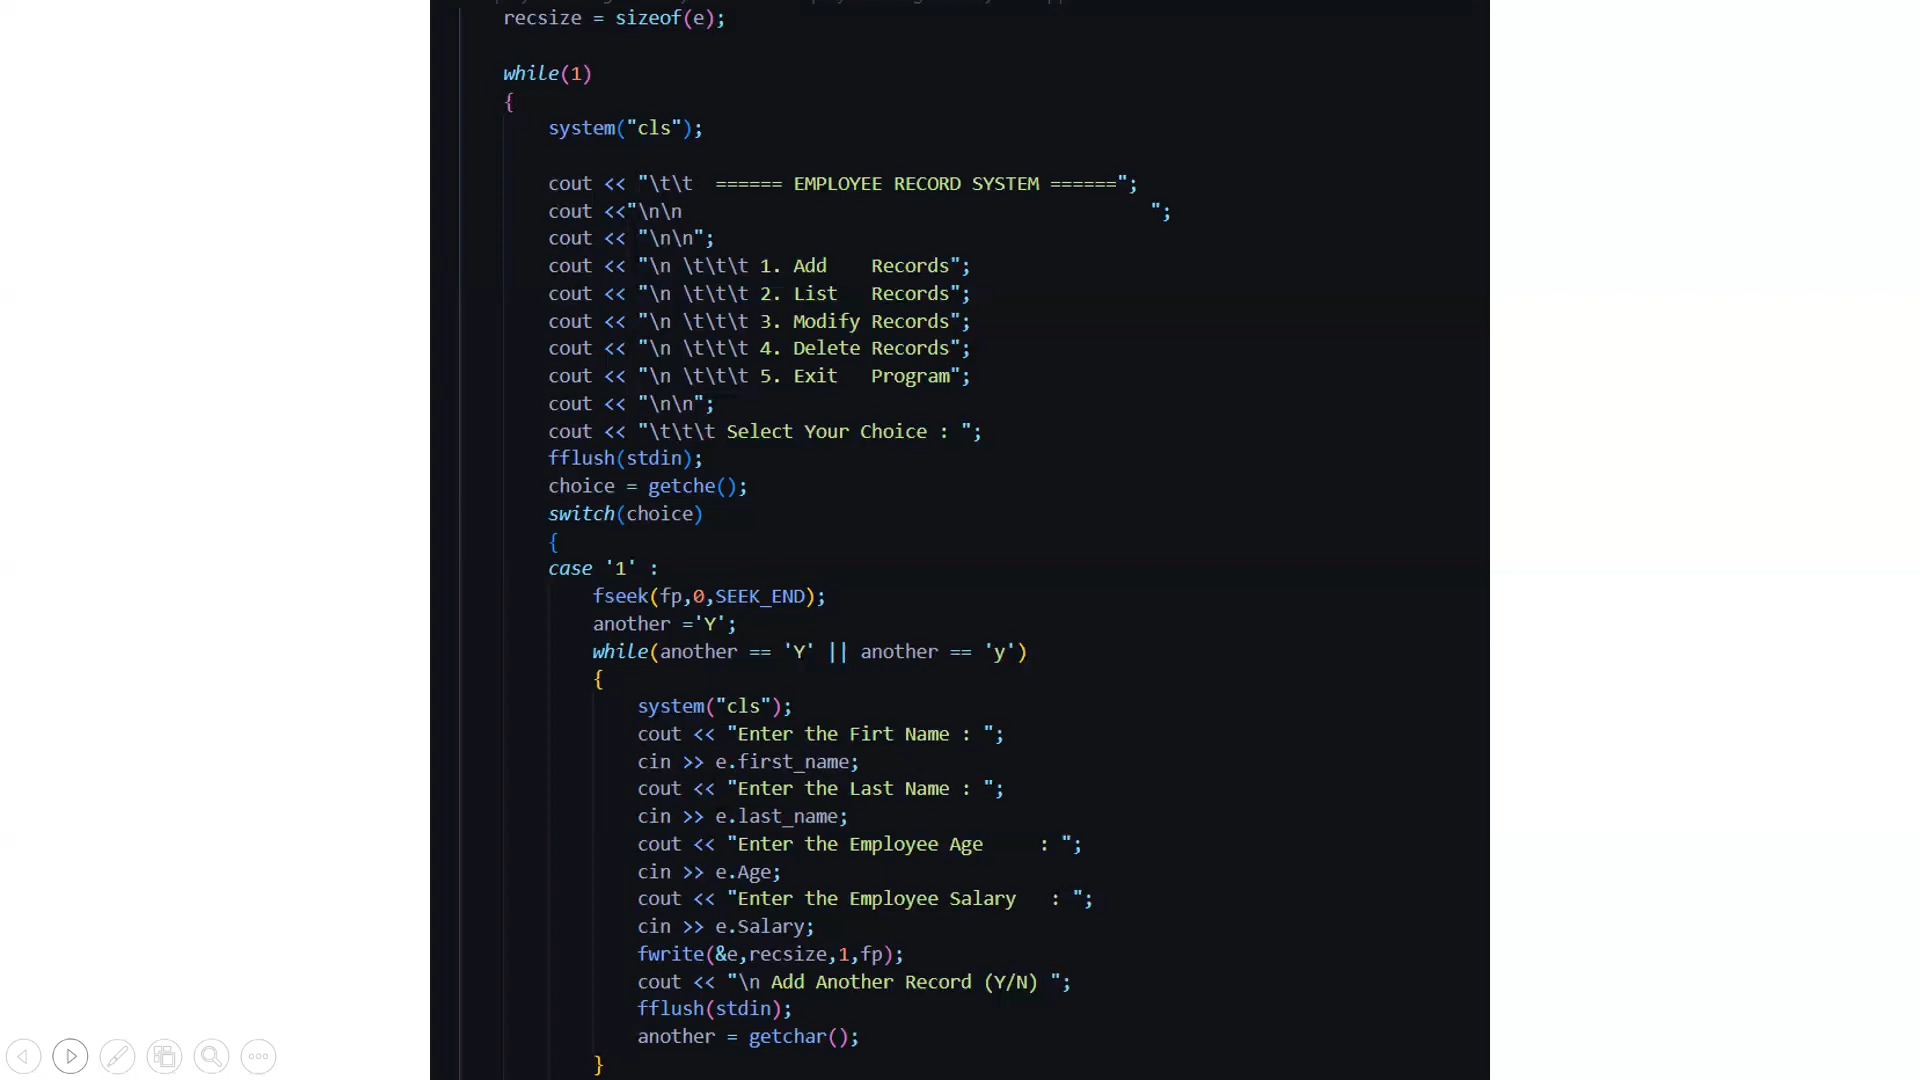 recsize = sizeof(e);
while(1)
{
system("cls");
cout << "\t\t  ====== EMPLOYEE RECORD SYSTEM ======";
cout <<"\n\n                                          ";
cout << "\n\n";
cout << "\n \t\t\t 1. Add    Records";
cout << "\n \t\t\t 2. List   Records";
cout << "\n \t\t\t 3. Modify Records";
cout << "\n \t\t\t 4. Delete Records";
cout << "\n \t\t\t 5. Exit   Program";
cout << "\n\n";
cout << "\t\t\t Select Your Choice : ";
fflush(stdin);
choice = getche();
switch(choice)
{
case '1' :
fseek(fp,0,SEEK_END);
another ='Y';
while(another == 'Y' || another == 'y')
{
system("cls");
cout << "Enter the Firt Name : ";
cin >> e.first_name;
cout << "Enter the Last Name : ";
cin >> e.last_name;
cout << "Enter the Employee Age     : ";
cin >> e.Age;
cout << "Enter the Employee Salary   : ";
cin >> e.Salary;
fwrite(&e,recsize,1,fp);
cout << "\n Add Another Record (Y/N) ";
fflush(stdin);
another = getchar();
}